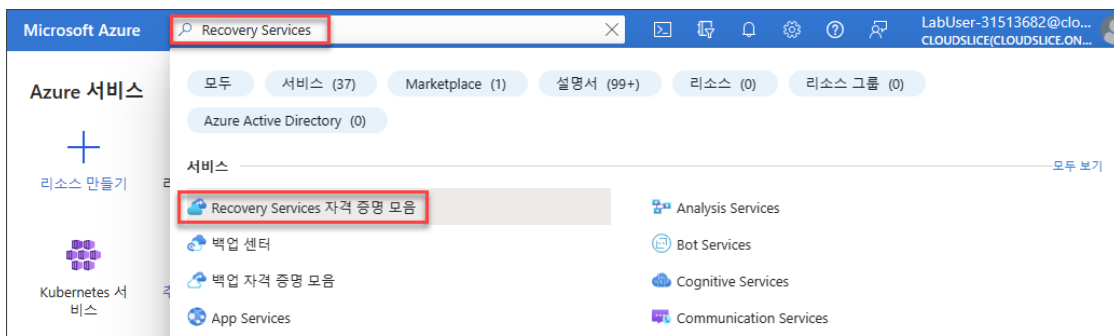 Microsoft Azure
Recovery Services
LabUser-31513682@clo...
CLOUDSLICE(CLOUDSLICE.ON...
Azure 서비스
모두
서비스 (37)
Marketplace (1)
설명서 (99+)
리소스 (0)
리소스 그룹 (0)
Azure Active Directory (0)
서비스
모두 보기
리소스 만들기
Recovery Services 자격 증명 모음
Analysis Services
백업 센터
Bot Services
백업 자격 증명 모음
Cognitive Services
Kubernetes 서
비스
App Services
Communication Services